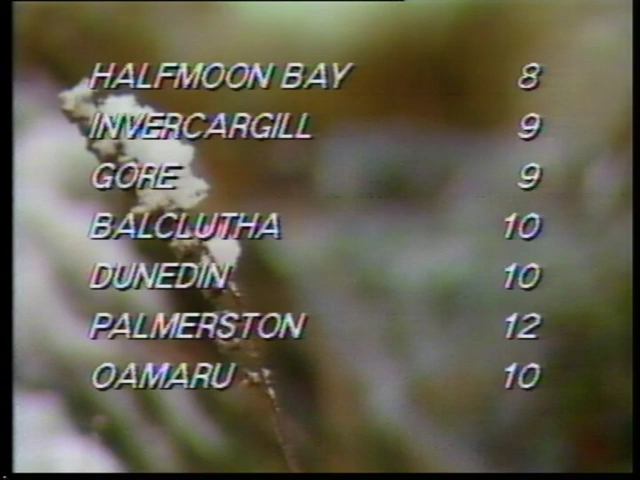 HALFMOON BAY 8
INVERCARGILL 9
GORE 9
BALCLUTHA 10
DUNEDIN 10
PALMERSTON 12
OAMARU 10